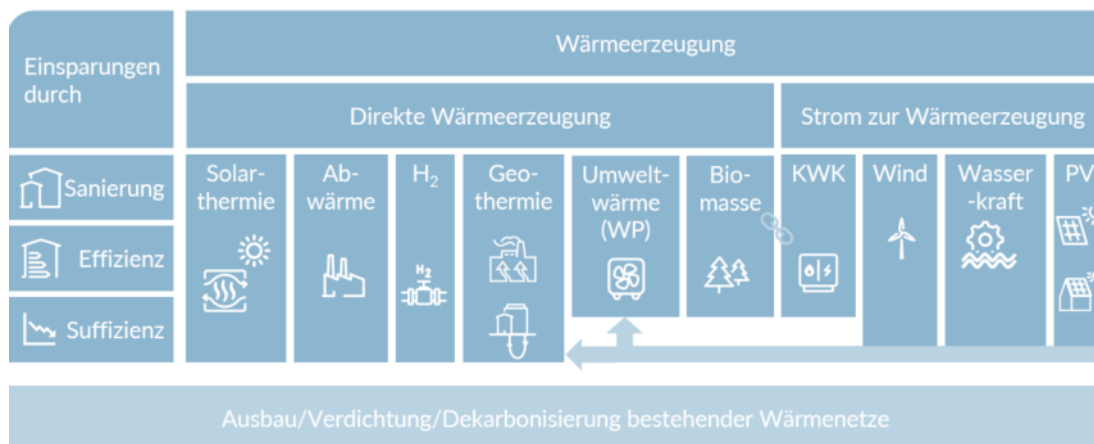 Einsparungen
durch
Wärmeerzeugung
Direkte Wärmeerzeugung
Strom zur Wärmeerzeugung
Sanierung
Effizienz
Suffizienz
Solar-
thermie
Ab-
wärme
H₂
H₂
Geo-
thermie
Umwelt-
wärme
(WP)
Bio-
masse
KWK
Wind
Wasser
-kraft
PV
Ausbau/Verdichtung/Dekarbonisierung bestehender Wärmenetze